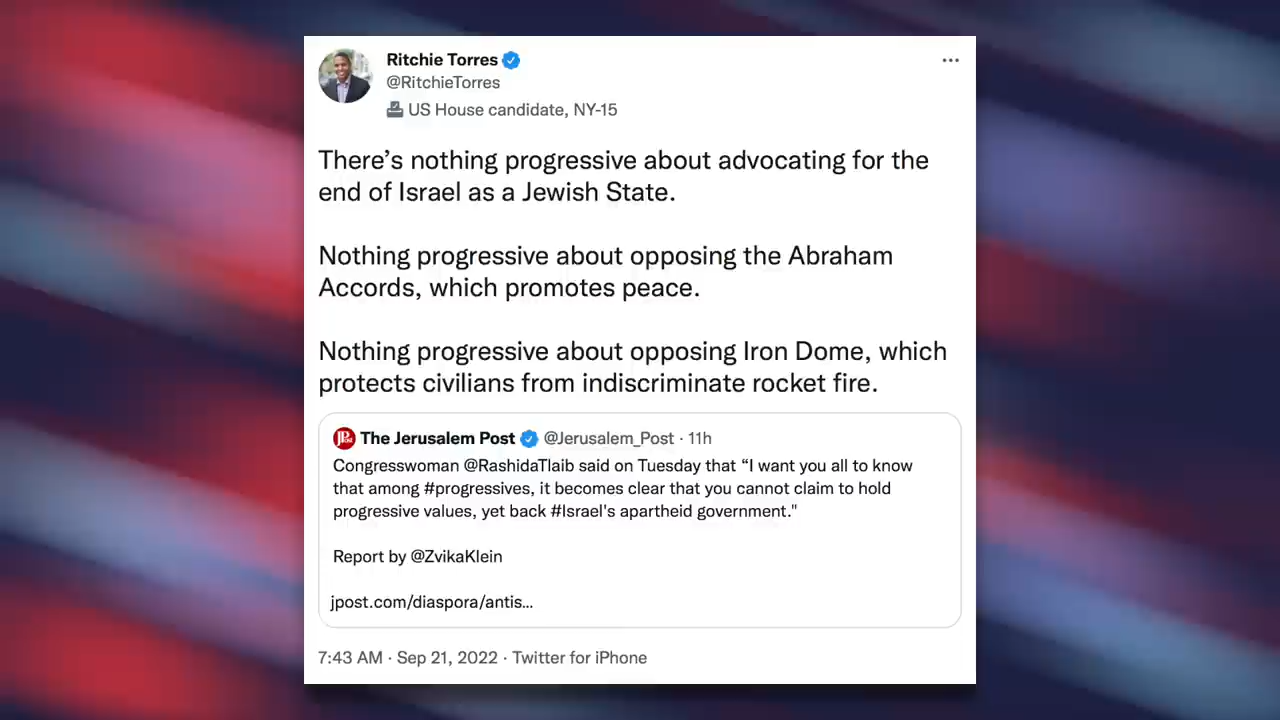 Ritchie Torres
@RitchieTorres
US House candidate, NY-15
There’s nothing progressive about advocating for the
end of Israel as a Jewish State.
Nothing progressive about opposing the Abraham
Accords, which promotes peace.
Nothing progressive about opposing Iron Dome, which
protects civilians from indiscriminate rocket fire.
JPost The Jerusalem Post @Jerusalem_Post · 11h
Congresswoman @RashidaTlaib said on Tuesday that “I want you all to know
that among #progressives, it becomes clear that you cannot claim to hold
progressive values, yet back #Israel's apartheid government."
Report by @ZvikaKlein
jpost.com/diaspora/antis...
7:43 AM · Sep 21, 2022 · Twitter for iPhone